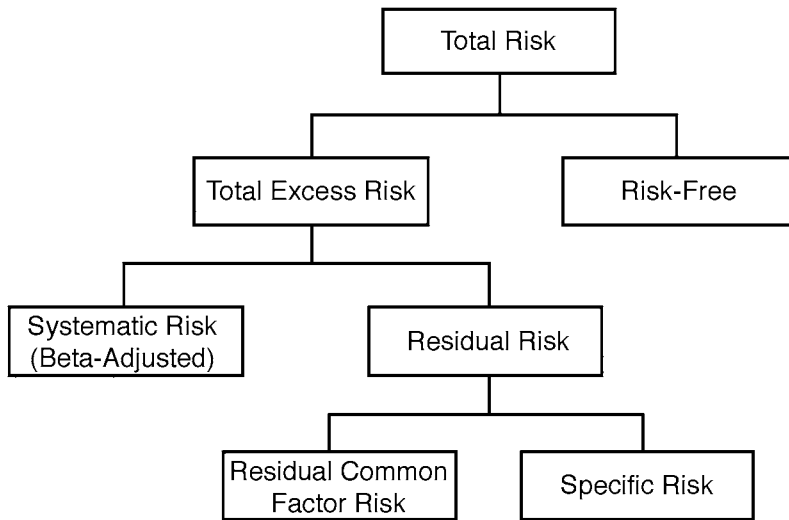 Total Risk
Total Excess Risk
Risk-Free
Systematic Risk
(Beta-Adjusted)
Residual Risk
Residual Common
Factor Risk
Specific Risk